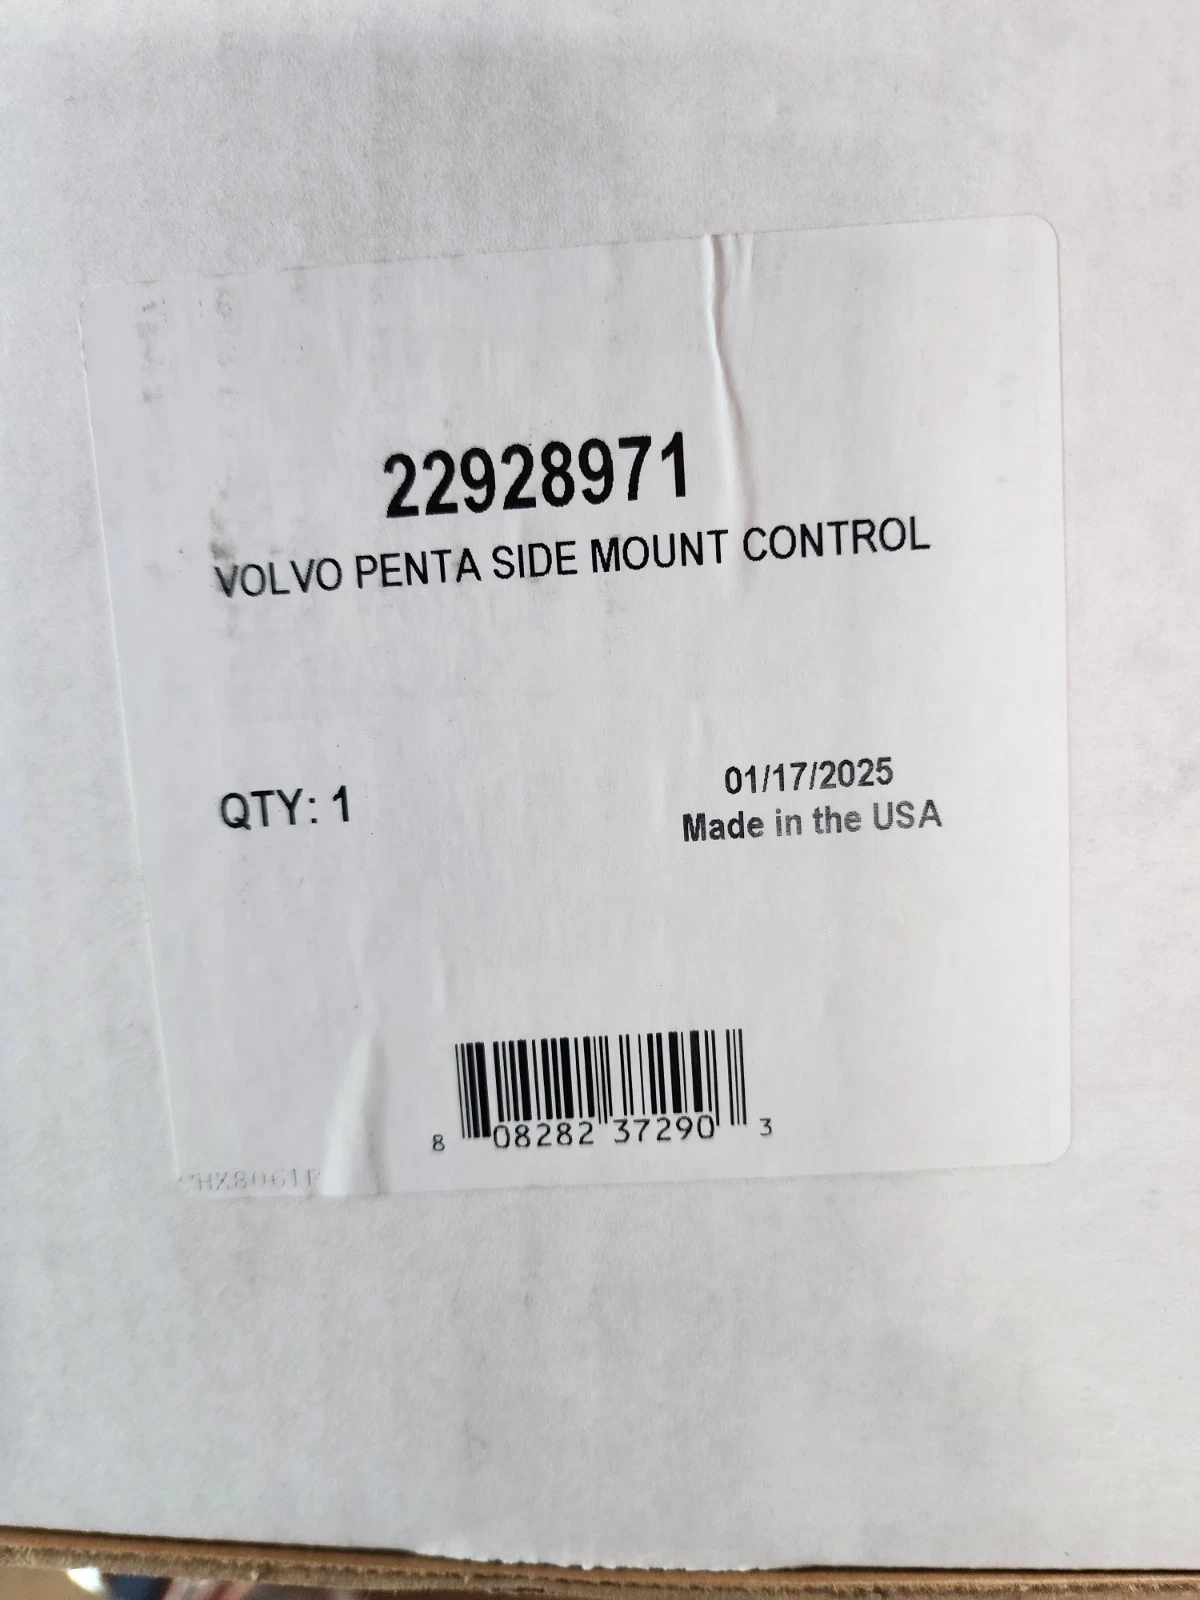 22928971
VOLVO PENTA SIDE MOUNT CONTROL
QTY: 1
01/17/2025
Made in the USA
8 08282 37290 3